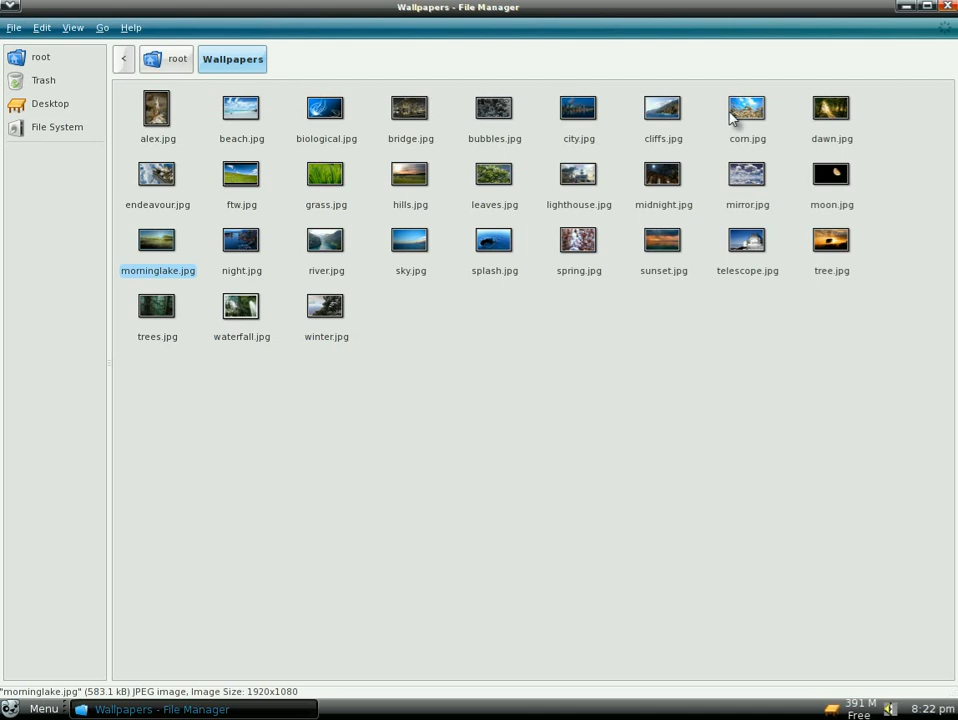 Wallpapers - File Manager
File Edit View Go Help
root
Trash
Desktop
File System
< root Wallpapers
alex.jpg beach.jpg biological.jpg bridge.jpg bubbles.jpg city.jpg cliffs.jpg corn.jpg dawn.jpg
endeavour.jpg ftw.jpg grass.jpg hills.jpg leaves.jpg lighthouse.jpg midnight.jpg mirror.jpg moon.jpg
morninglake.jpg night.jpg river.jpg sky.jpg splash.jpg spring.jpg sunset.jpg telescope.jpg tree.jpg
trees.jpg waterfall.jpg winter.jpg
"morninglake.jpg" (583.1 kB) JPEG image, Image Size: 1920x1080
Menu Wallpapers - File Manager 391 M Free 8:22 pm